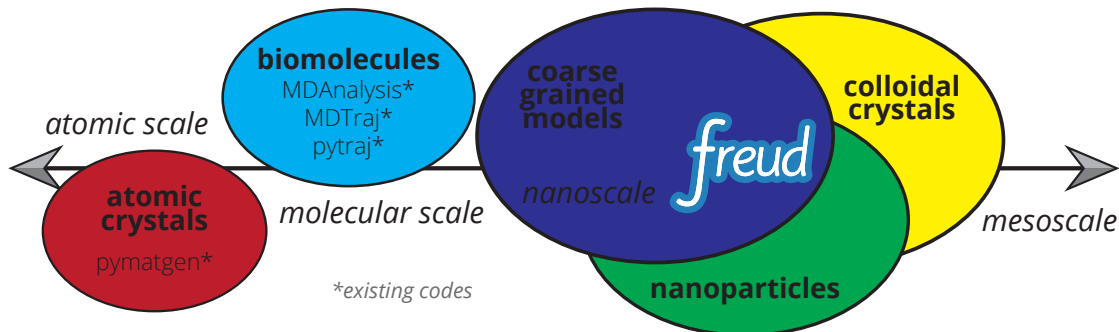 atomic scale
atomic
crystals
pymatgen*
biomolecules
MDAnalysis*
MDTraj*
pytraj*
molecular scale
*existing codes
coarse
grained
models
nanoscale
freud
colloidal
crystals
nanoparticles
mesoscale